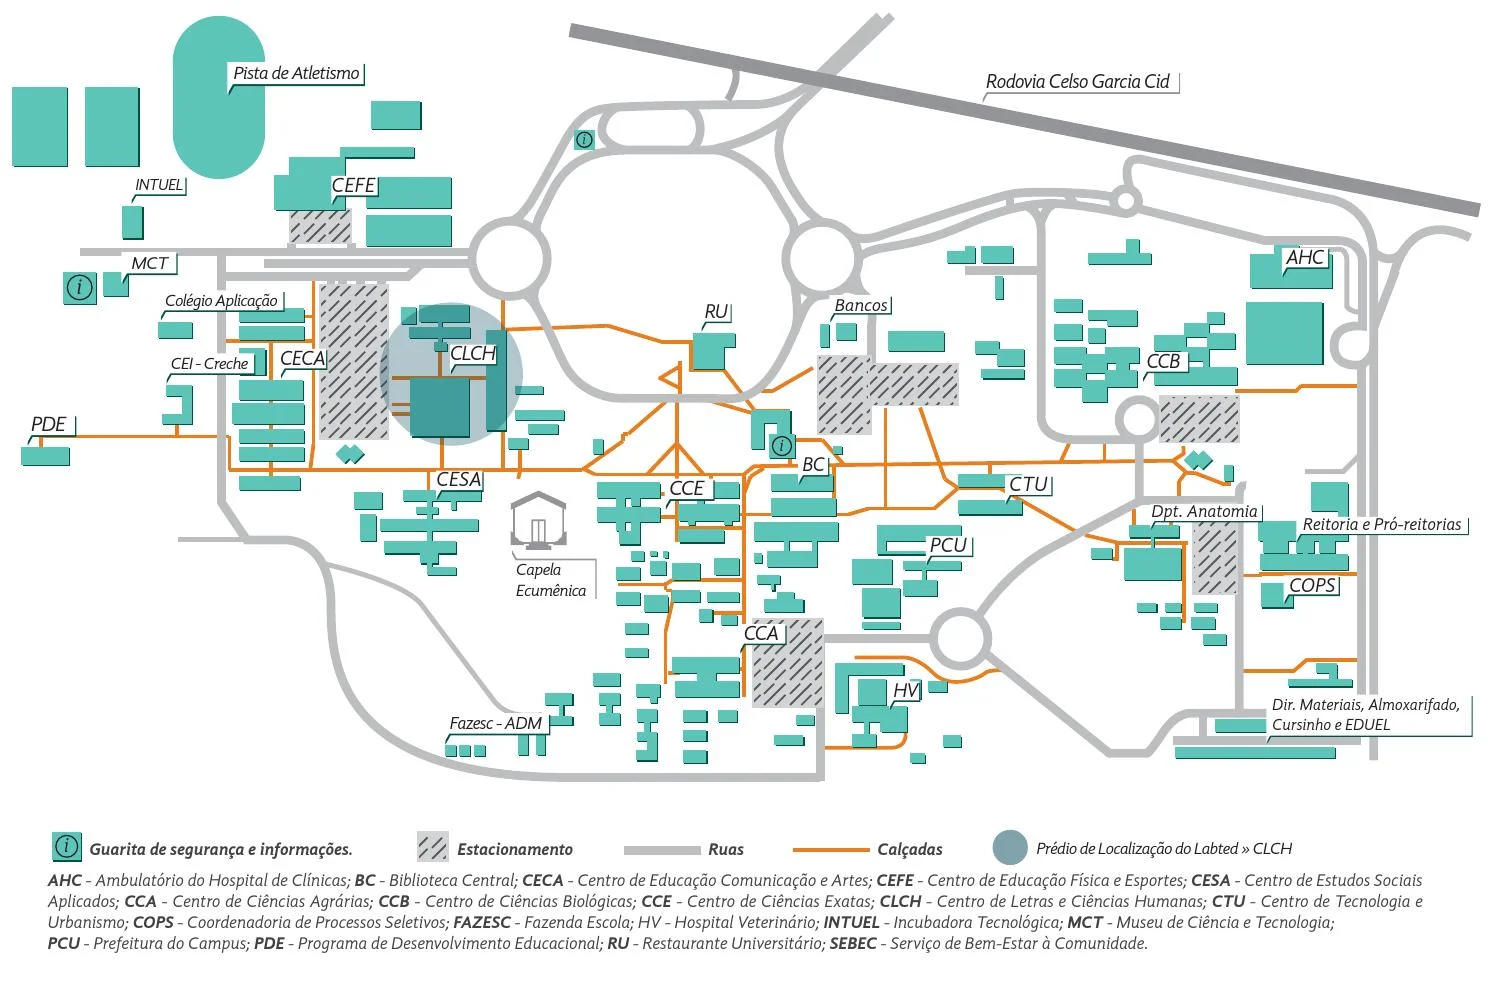 Pista de Atletismo
Rodovia Celso Garcia Cid
INTUEL
CEFE
MCT
AHC
Colégio Aplicação
RU
Bancos
CEI - Creche
CECA
CLCH
CCB
PDE
BC
CESA
CCE
CTU
Dpt. Anatomia
Reitoria e Pró-reitorias
PCU
Capela
Ecumênica
COPS
CCA
HV
Fazesc - ADM
Dir. Materiais, Almoxarifado,
Cursinho e EDUEL
Guarita de segurança e informações.
Estacionamento
Ruas
Calçadas
Prédio de Localização do Labted » CLCH
AHC - Ambulatório do Hospital de Clínicas; BC - Biblioteca Central; CECA - Centro de Educação Comunicação e Artes; CEFE - Centro de Educação Física e Esportes; CESA - Centro de Estudos Sociais
Aplicados; CCA - Centro de Ciências Agrárias; CCB - Centro de Ciências Biológicas; CCE - Centro de Ciências Exatas; CLCH - Centro de Letras e Ciências Humanas; CTU - Centro de Tecnologia e
Urbanismo; COPS - Coordenadoria de Processos Seletivos; FAZESC - Fazenda Escola; HV - Hospital Veterinário; INTUEL - Incubadora Tecnológica; MCT - Museu de Ciência e Tecnologia;
PCU - Prefeitura do Campus; PDE - Programa de Desenvolvimento Educacional; RU - Restaurante Universitário; SEBEC - Serviço de Bem-Estar à Comunidade.